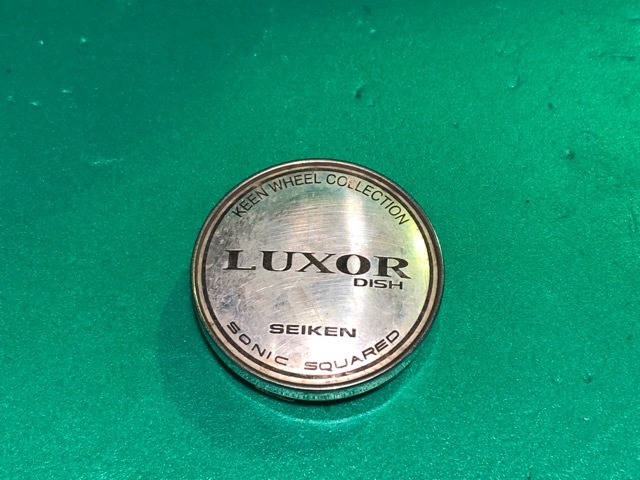 KEEN WHEEL COLLECTION
LUXOR
DISH
SEIKEN
SONIC SQUARED